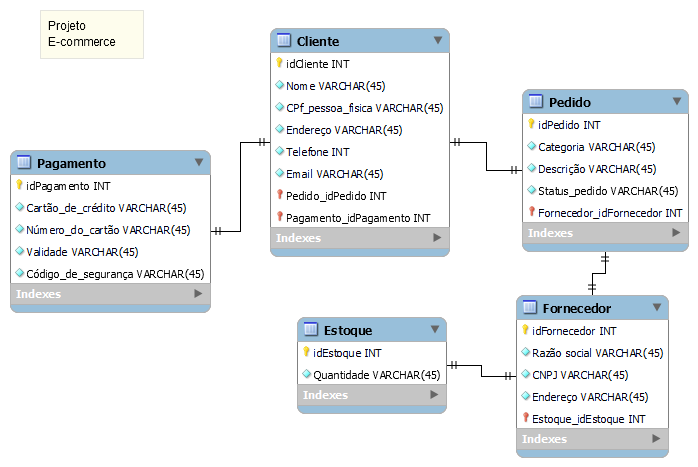 Projeto
E-commerce
Cliente
idCliente INT
Nome VARCHAR(45)
CPf_pessoa_fisica VARCHAR(45)
Endereço VARCHAR(45)
Telefone INT
Email VARCHAR(45)
Pedido_idPedido INT
Pagamento_idPagamento INT
Indexes
Pedido
idPedido INT
Categoria VARCHAR(45)
Descrição VARCHAR(45)
Status_pedido VARCHAR(45)
Fornecedor_idFornecedor INT
Indexes
Pagamento
idPagamento INT
Cartão_de_crédito VARCHAR(45)
Número_do_cartão VARCHAR(45)
Validade VARCHAR(45)
Código_de_segurança VARCHAR(45)
Indexes
Estoque
idEstoque INT
Quantidade VARCHAR(45)
Indexes
Fornecedor
idFornecedor INT
Razão social VARCHAR(45)
CNPJ VARCHAR(45)
Endereço VARCHAR(45)
Estoque_idEstoque INT
Indexes